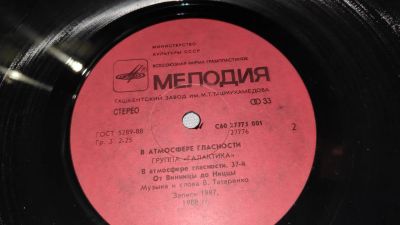 МИНИСТЕРСТВО
КУЛЬТУРЫ СССР
ВСЕСОЮЗНАЯ ФИРМА ГРАМПЛАСТИНОК
МЕЛОДИЯ
ТАШКЕНТСКИЙ ЗАВОД ИМ.М.Т.ТАШМУХАМЕДОВА
СТЕРЕО
33
ГОСТ 5289-88
Гр. 3. 2-25
С60 27775 001
27776
2
В АТМОСФЕРЕ ГЛАСНОСТИ
ГРУППА «ГАЛАКТИКА»
В атмосфере гласности. 37-й
От Винницы до Ниццы
Музыка и слова В. Татаренко
Запись 1987,
1988 гг.